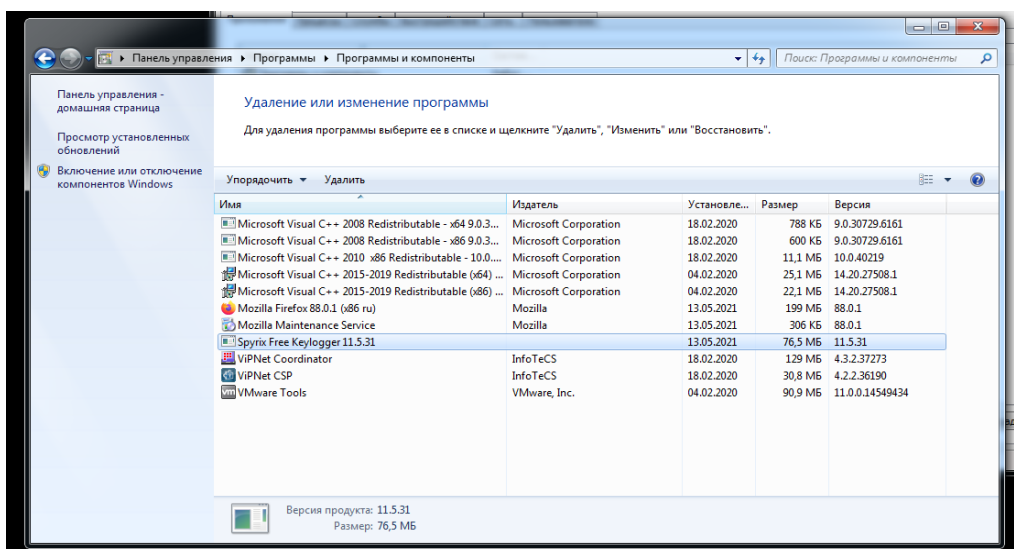 Панель управления ▸ Программы ▸ Программы и компоненты
Поиск: Программы и компоненты
Панель управления -
домашняя страница
Просмотр установленных
обновлений
Включение или отключение
компонентов Windows
Удаление или изменение программы
Для удаления программы выберите ее в списке и щелкните "Удалить", "Изменить" или "Восстановить".
Упорядочить Удалить
Имя Издатель Установле... Размер Версия
Microsoft Visual C++ 2008 Redistributable - x64 9.0.3... Microsoft Corporation 18.02.2020 788 КБ 9.0.30729.6161
Microsoft Visual C++ 2008 Redistributable - x86 9.0.3... Microsoft Corporation 18.02.2020 600 КБ 9.0.30729.6161
Microsoft Visual C++ 2010 x86 Redistributable - 10.0.... Microsoft Corporation 18.02.2020 11,1 МБ 10.0.40219
Microsoft Visual C++ 2015-2019 Redistributable (x64) ... Microsoft Corporation 04.02.2020 25,1 МБ 14.20.27508.1
Microsoft Visual C++ 2015-2019 Redistributable (x86) ... Microsoft Corporation 04.02.2020 22,1 МБ 14.20.27508.1
Mozilla Firefox 88.0.1 (x86 ru) Mozilla 13.05.2021 199 МБ 88.0.1
Mozilla Maintenance Service Mozilla 13.05.2021 306 КБ 88.0.1
Spyrix Free Keylogger 11.5.31 13.05.2021 76,5 МБ 11.5.31
ViPNet Coordinator InfoTeCS 18.02.2020 129 МБ 4.3.2.37273
ViPNet CSP InfoTeCS 18.02.2020 30,8 МБ 4.2.2.36190
VMware Tools VMware, Inc. 04.02.2020 90,9 МБ 11.0.0.14549434
Версия продукта: 11.5.31
Размер: 76,5 МБ